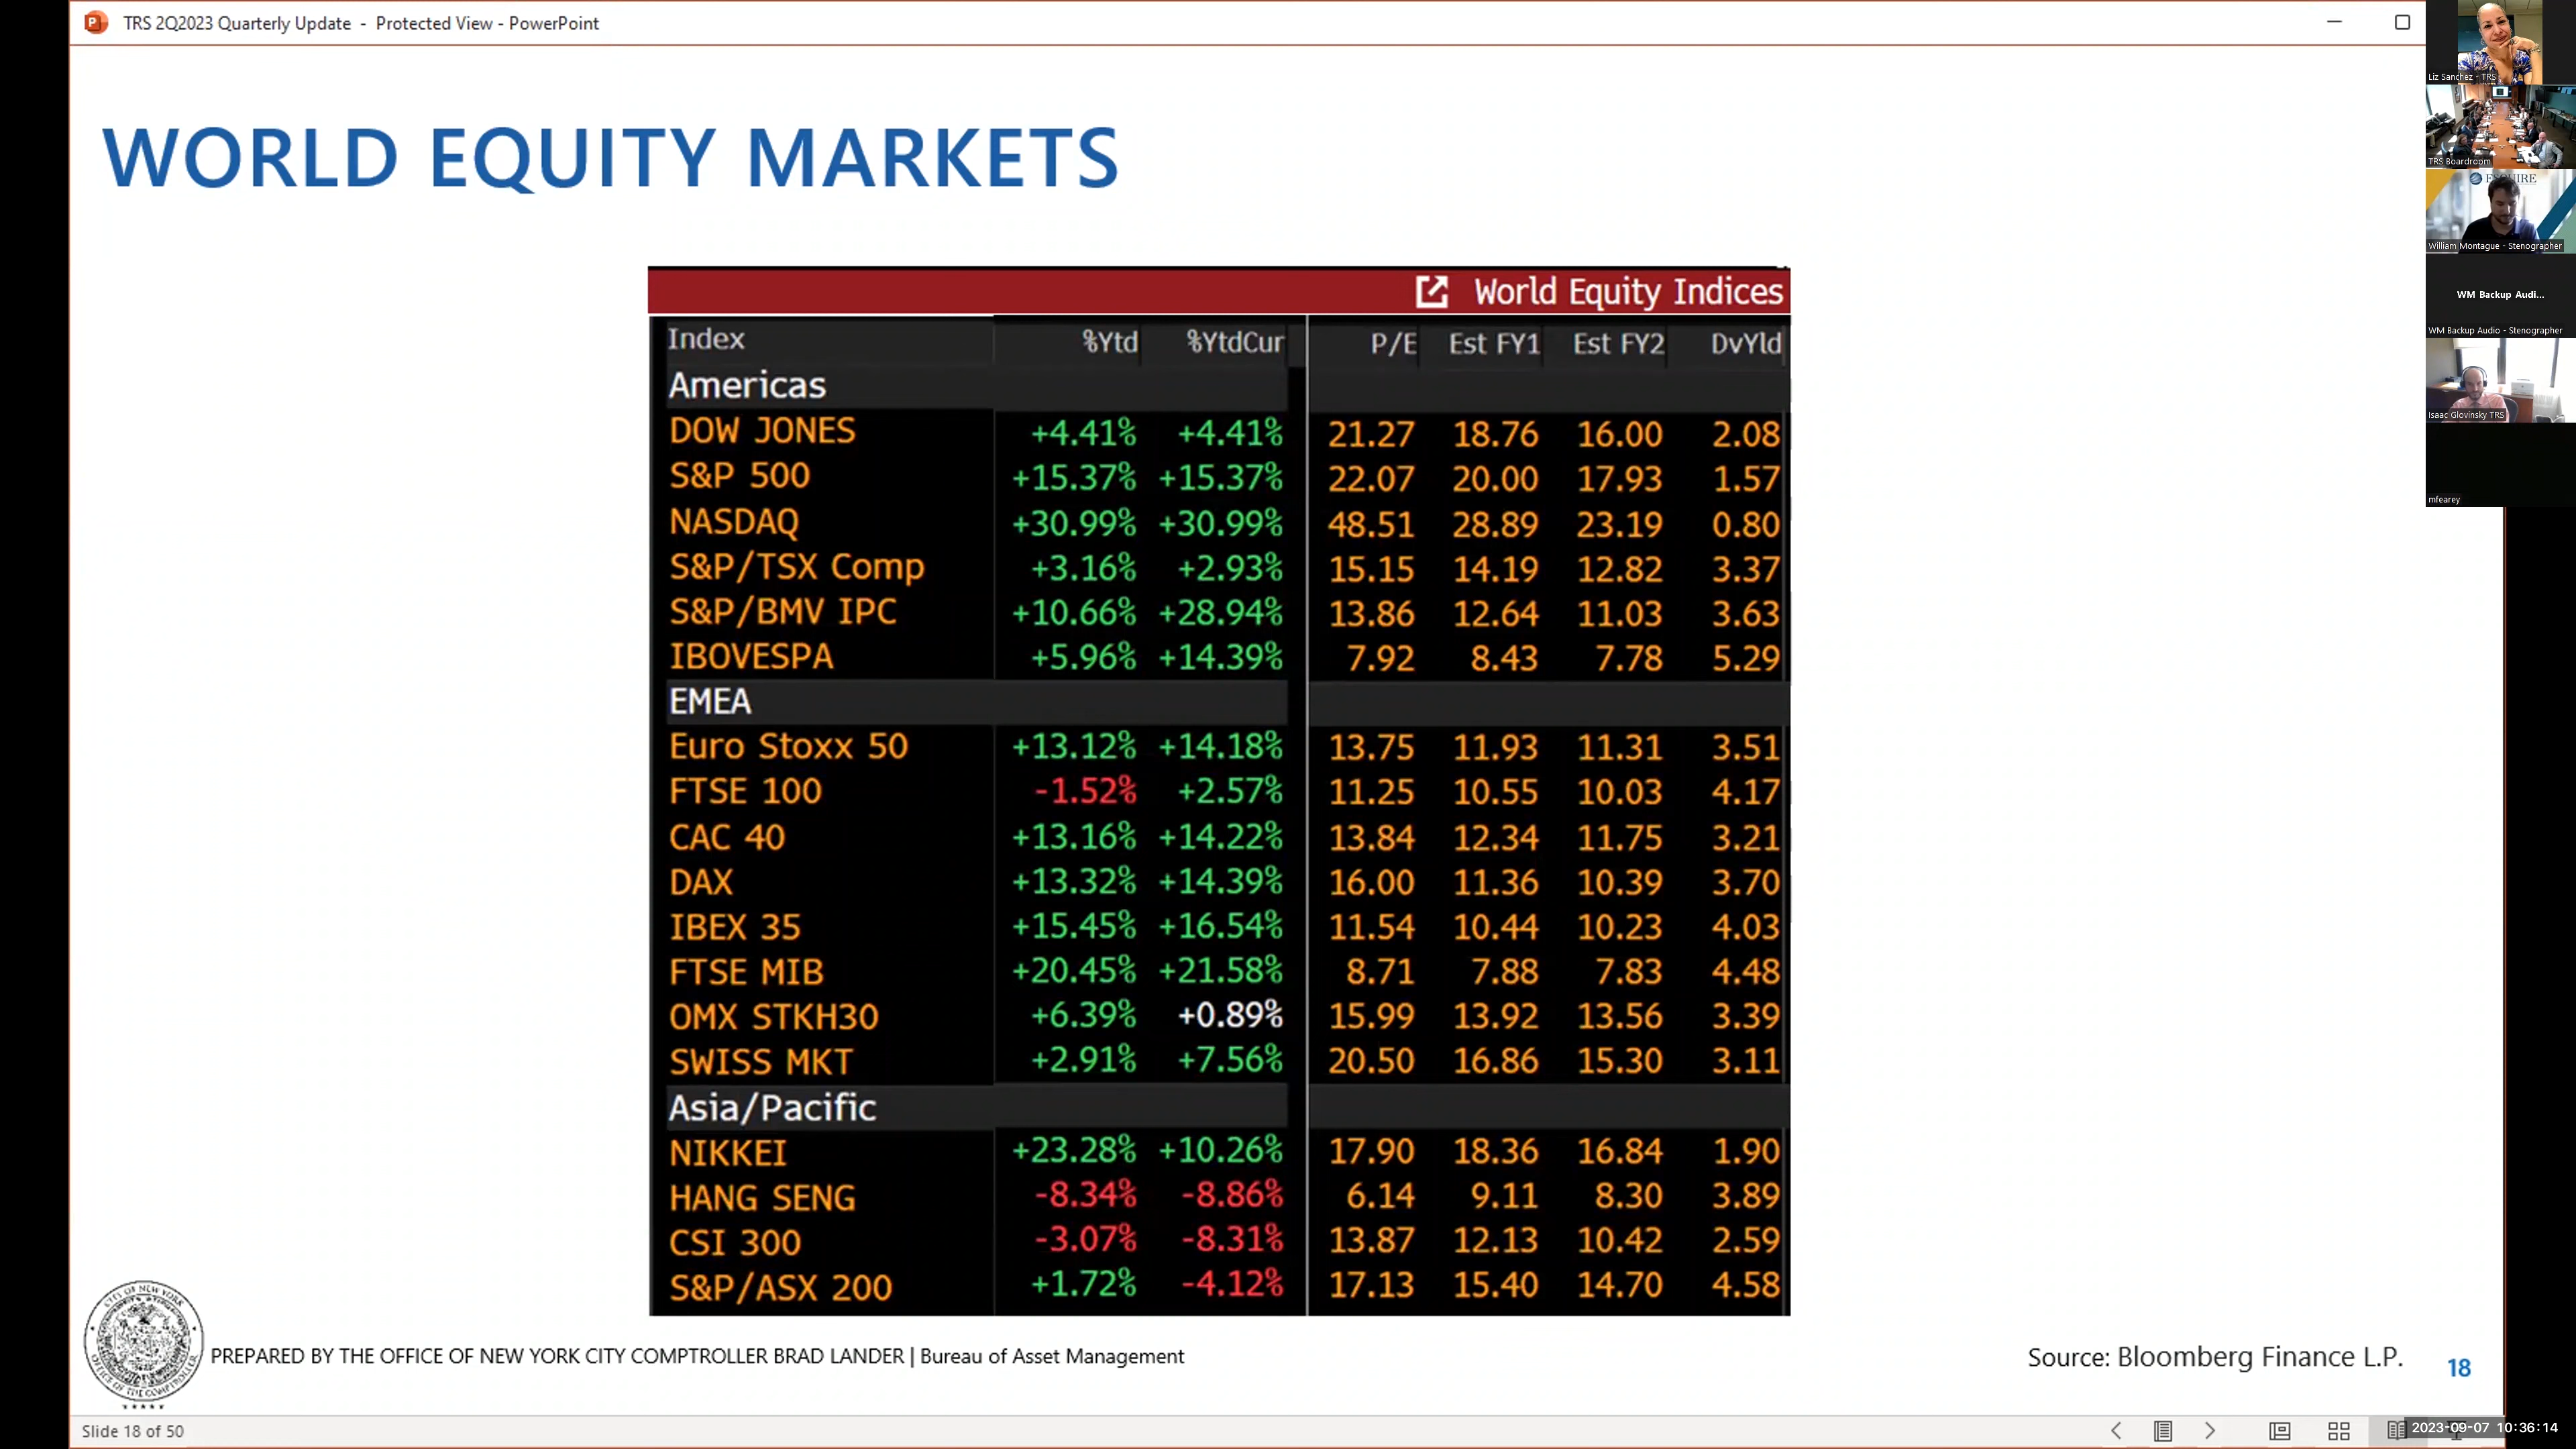 TRS 2Q2023 Quarterly Update - Protected View - PowerPoint
Liz Sanchez - TRS
TRS Boardroom
ESQUIRE
William Montague - Stenographer
WM Backup Audi...
WM Backup Audio - Stenographer
Isaac Glovinsky TRS
mfearey
WORLD EQUITY MARKETS
World Equity Indices
Index %Ytd %YtdCur P/E Est FY1 Est FY2 DvYld
Americas
DOW JONES +4.41% +4.41% 21.27 18.76 16.00 2.08
S&P 500 +15.37% +15.37% 22.07 20.00 17.93 1.57
NASDAQ +30.99% +30.99% 48.51 28.89 23.19 0.80
S&P/TSX Comp +3.16% +2.93% 15.15 14.19 12.82 3.37
S&P/BMV IPC +10.66% +28.94% 13.86 12.64 11.03 3.63
IBOVESPA +5.96% +14.39% 7.92 8.43 7.78 5.29
EMEA
Euro Stoxx 50 +13.12% +14.18% 13.75 11.93 11.31 3.51
FTSE 100 -1.52% +2.57% 11.25 10.55 10.03 4.17
CAC 40 +13.16% +14.22% 13.84 12.34 11.75 3.21
DAX +13.32% +14.39% 16.00 11.36 10.39 3.70
IBEX 35 +15.45% +16.54% 11.54 10.44 10.23 4.03
FTSE MIB +20.45% +21.58% 8.71 7.88 7.83 4.48
OMX STKH30 +6.39% +0.89% 15.99 13.92 13.56 3.39
SWISS MKT +2.91% +7.56% 20.50 16.86 15.30 3.11
Asia/Pacific
NIKKEI +23.28% +10.26% 17.90 18.36 16.84 1.90
HANG SENG -8.34% -8.86% 6.14 9.11 8.30 3.89
CSI 300 -3.07% -8.31% 13.87 12.13 10.42 2.59
S&P/ASX 200 +1.72% -4.12% 17.13 15.40 14.70 4.58
CITY OF NEW YORK
OFFICE OF THE COMPTROLLER
PREPARED BY THE OFFICE OF NEW YORK CITY COMPTROLLER BRAD LANDER | Bureau of Asset Management
Source: Bloomberg Finance L.P.
18
Slide 18 of 50
2023-09-07 10:36:14